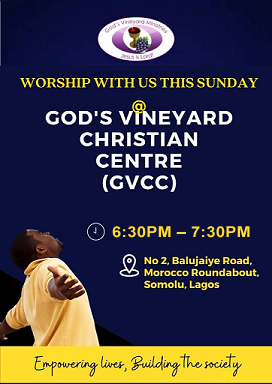 God's Vineyard Ministries
Jesus is Lord
WORSHIP WITH US THIS SUNDAY
@
GOD'S VINEYARD
CHRISTIAN
CENTRE
(GVCC)
6:30PM – 7:30PM
No 2, Balujaiye Road,
Morocco Roundabout,
Somolu, Lagos
Empowering lives, Building the society